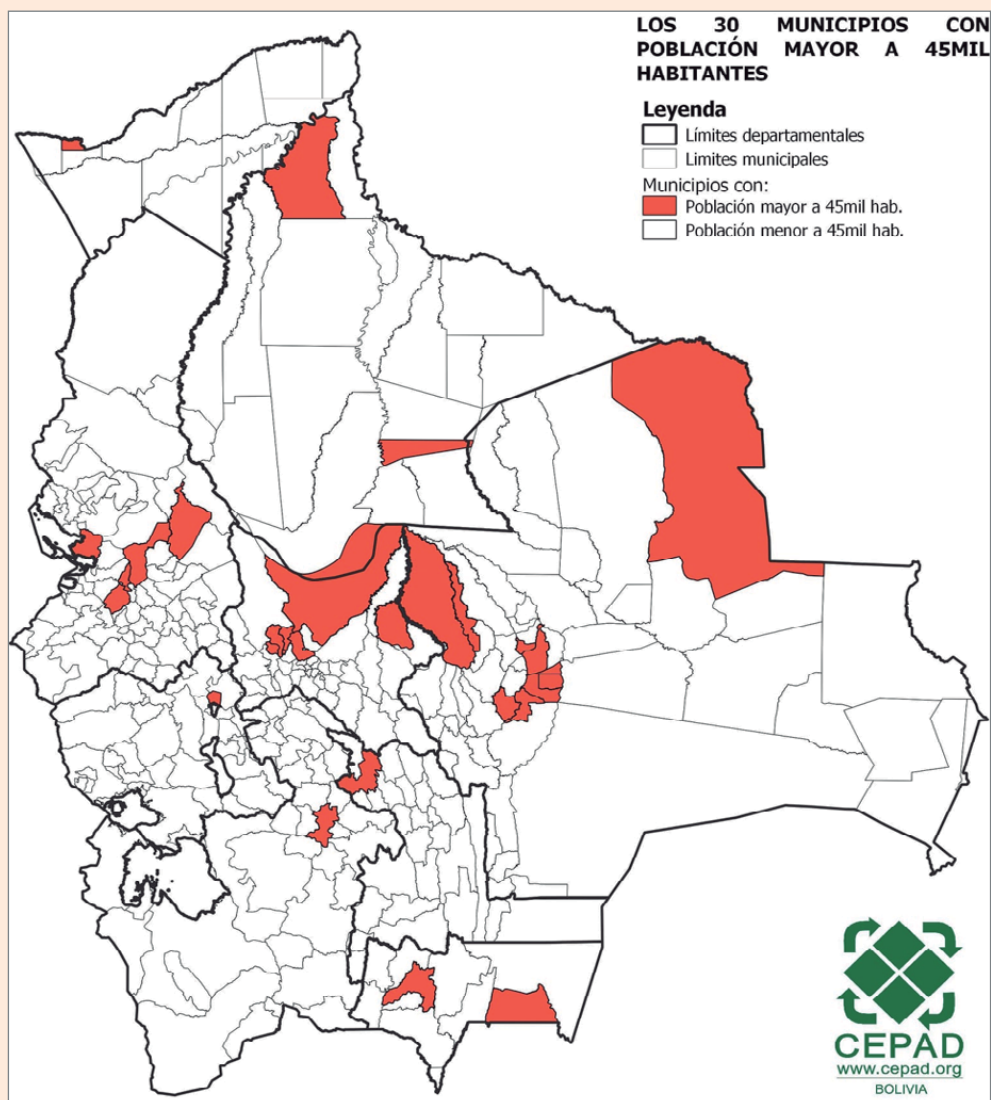 LOS 30 MUNICIPIOS CON
POBLACIÓN MAYOR A 45MIL
HABITANTES
Leyenda
Límites departamentales
Limites municipales
Municipios con:
Población mayor a 45mil hab.
Población menor a 45mil hab.
CEPAD
www.cepad.org
BOLIVIA